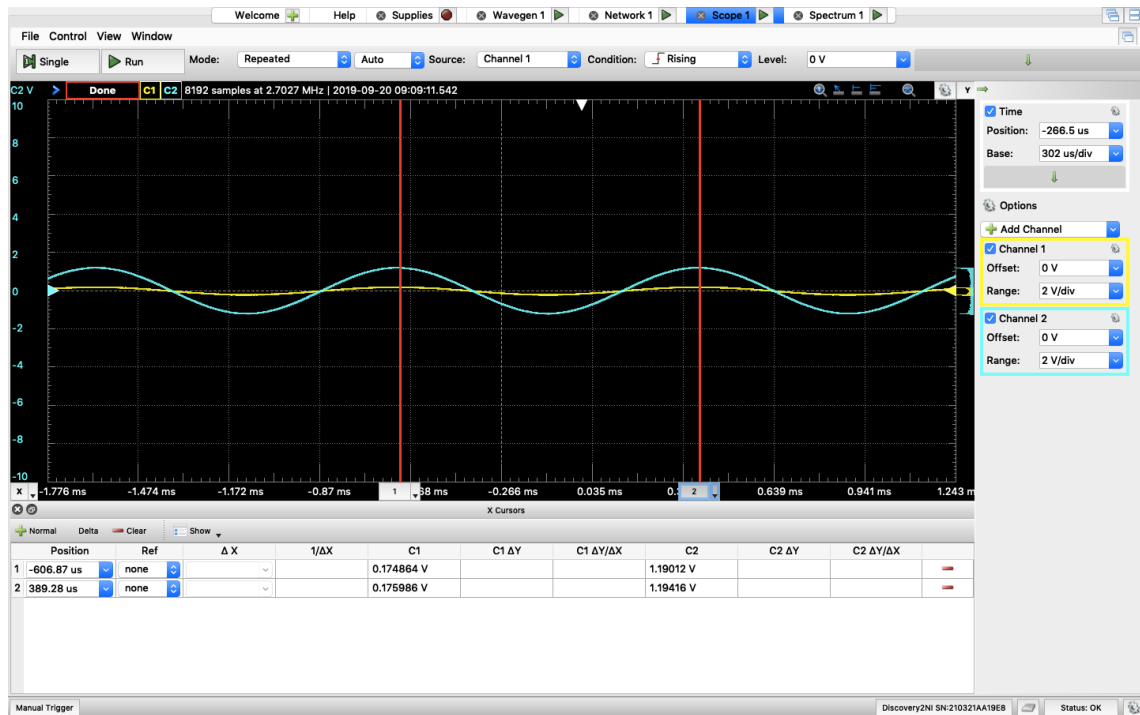 Welcome Help Supplies Wavegen 1 Network 1 Scope 1 Spectrum 1
File Control View Window
Single Run Mode: Repeated Auto Source: Channel 1 Condition: Rising Level: 0 V
C2 V Done C1 C2 8192 samples at 2.7027 MHz | 2019-09-20 09:09:11.542 Y
10
8
6
4
2
0
-2
-4
-6
-8
-10
X -1.776 ms -1.474 ms -1.172 ms -0.87 ms 1 68 ms -0.266 ms 0.035 ms 0. 2 0.639 ms 0.941 ms 1.243 m
Time
Position: -266.5 us
Base: 302 us/div
Options
Add Channel
Channel 1
Offset: 0 V
Range: 2 V/div
Channel 2
Offset: 0 V
Range: 2 V/div
X Cursors
Normal Delta Clear Show
Position Ref Δ X 1/ΔX C1 C1 ΔY C1 ΔY/ΔX C2 C2 ΔY C2 ΔY/ΔX
1 -606.87 us none 0.174864 V 1.19012 V
2 389.28 us none 0.175986 V 1.19416 V
Manual Trigger Discovery2NI SN:210321AA19E8 Status: OK